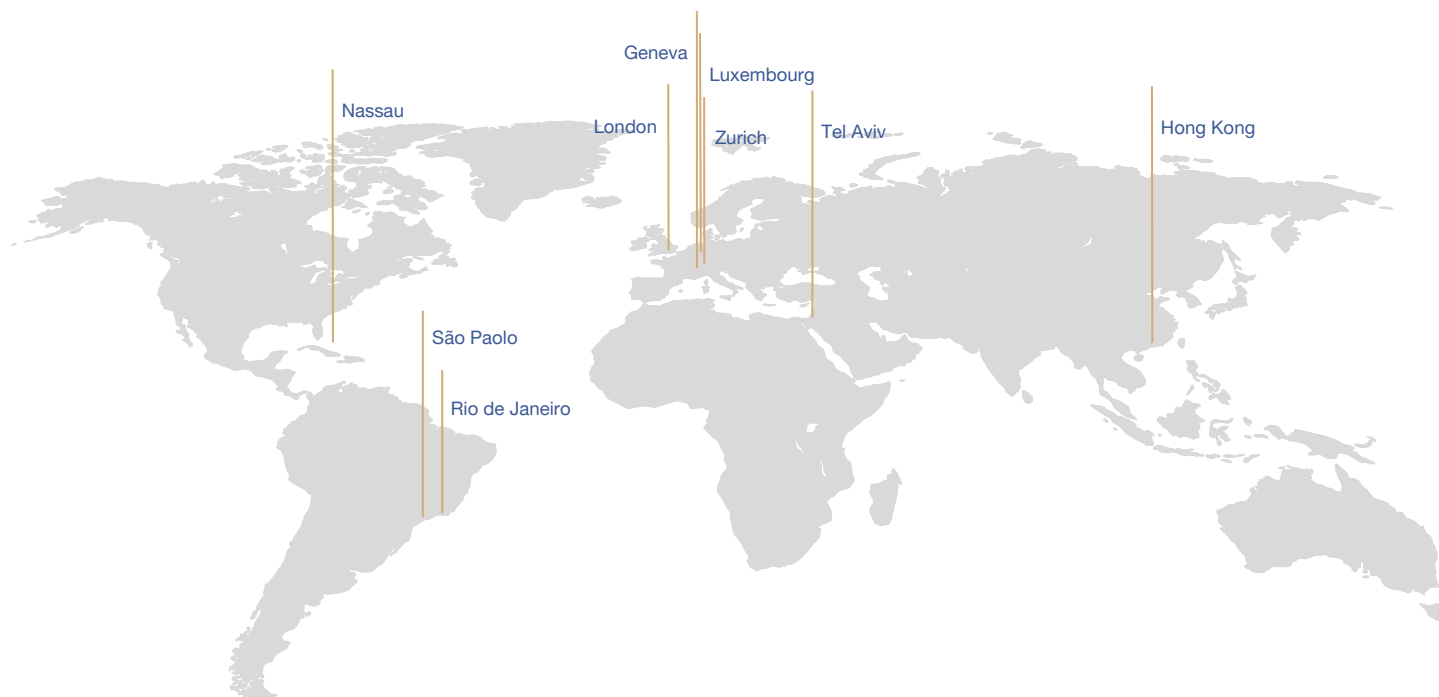 Geneva
Luxembourg
Nassau
London
Zurich
Tel Aviv
Hong Kong
São Paolo
Rio de Janeiro